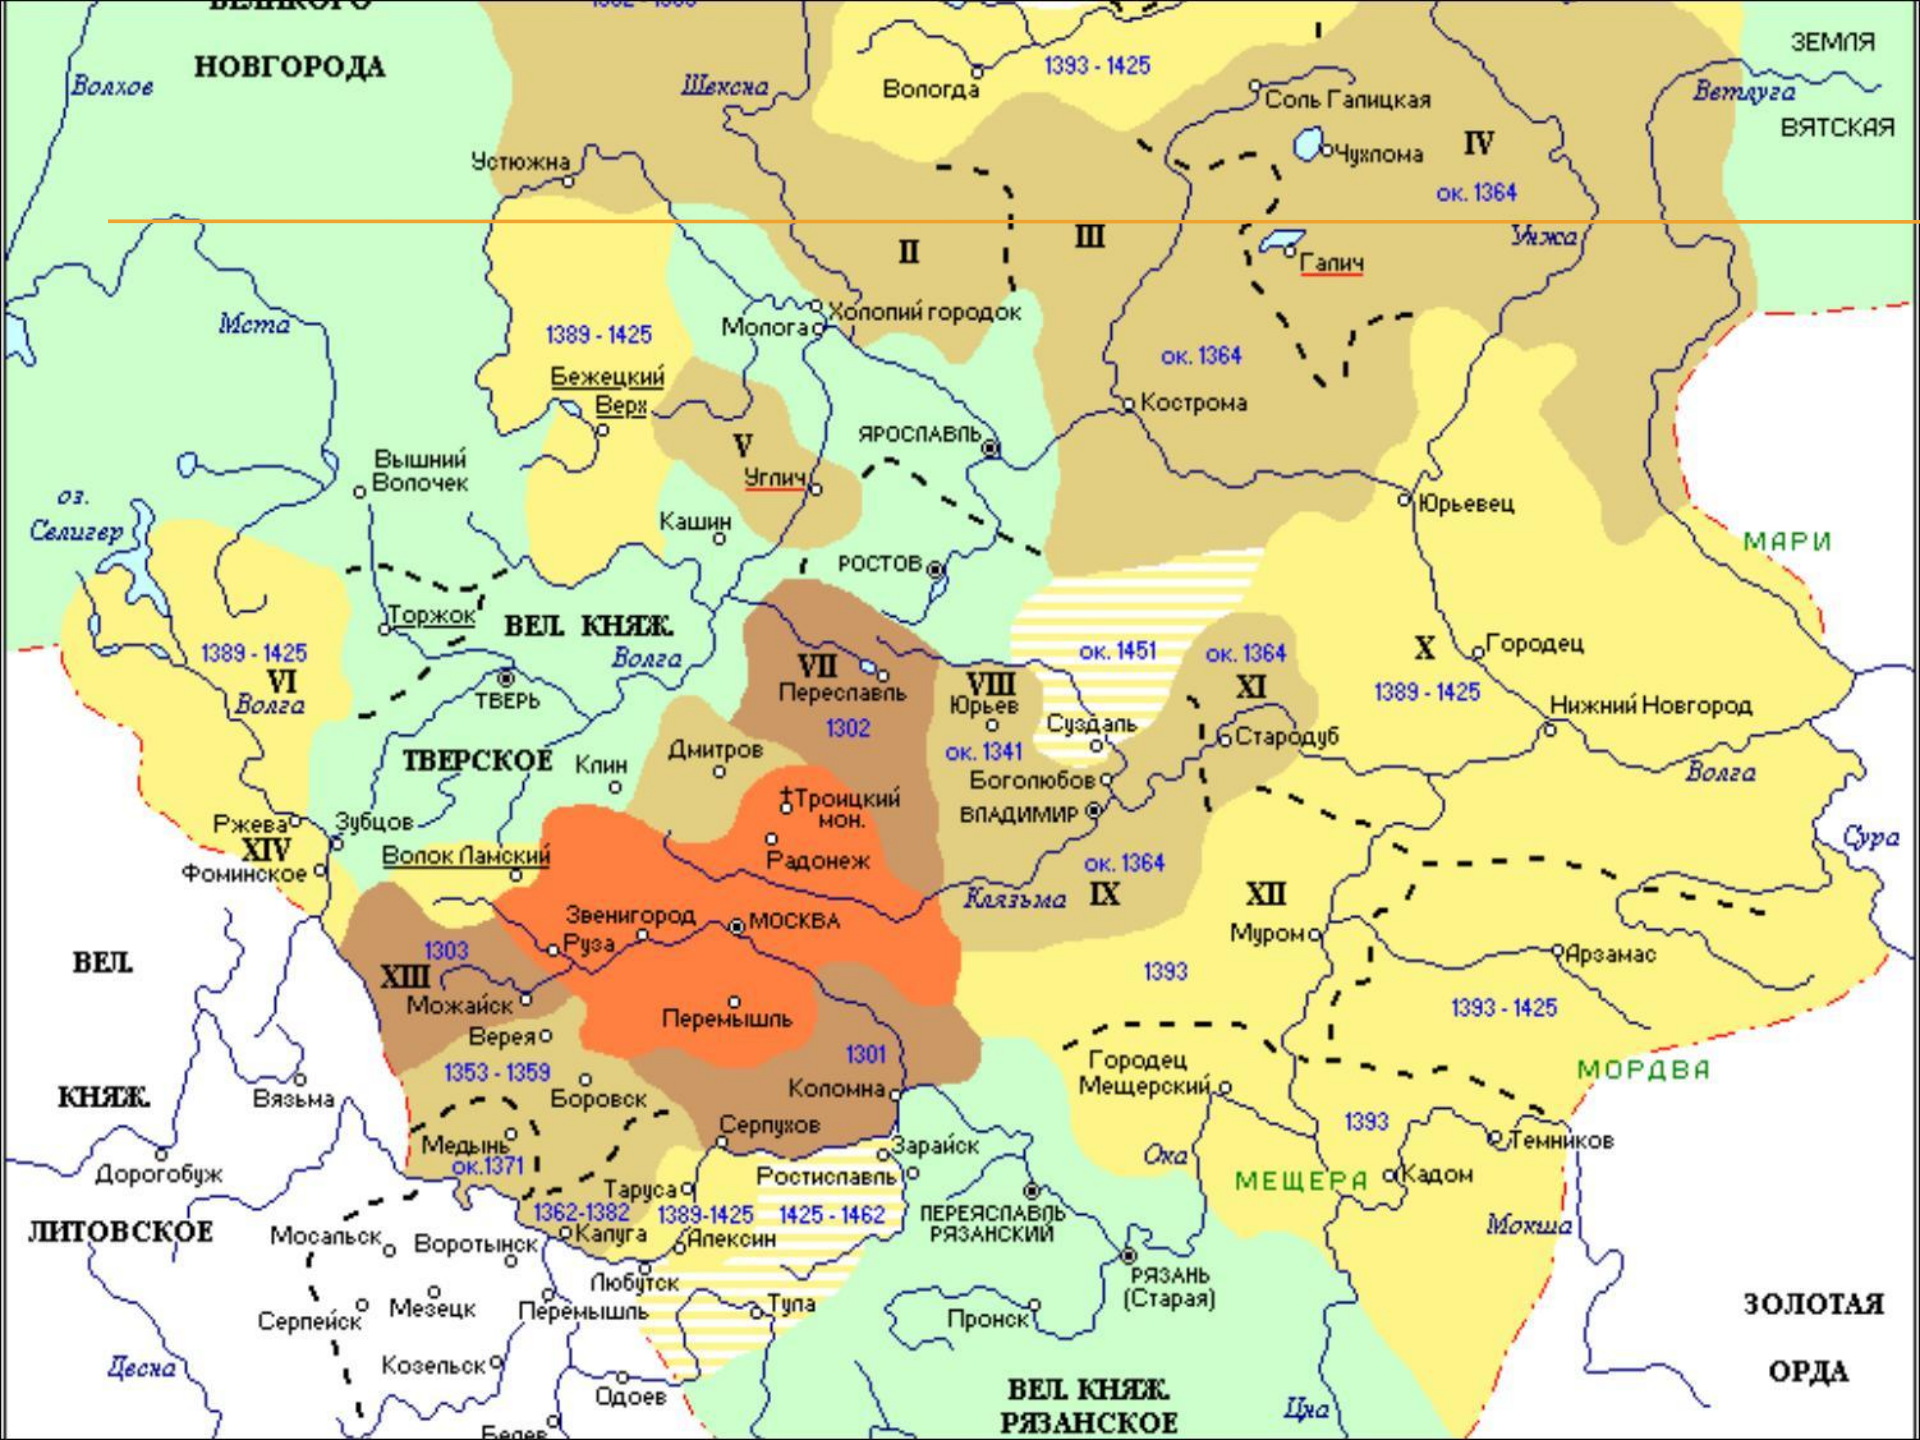 ВЕЛИКОГО
НОВГОРОДА
1393 - 1425
ЗЕМЛЯ
ВЯТСКАЯ
Волхов
Шексна
Вологда
Соль Галицкая
Ветлуга
Чухлома
IV
ок. 1364
Устюжна
II
III
Унжа
Галич
Мста
Холопий городок
Молога
1389 - 1425
ок. 1364
Бежецкий
Верх
Кострома
V
ЯРОСЛАВЛЬ
Углич
Вышний
Волочек
оз.
Селигер
Юрьевец
Кашин
МАРИ
РОСТОВ
Торжок
ВЕЛ. КНЯЖ.
1389 - 1425
VI
Волга
Волга
ТВЕРЬ
VII
Переславль
1302
VIII
Юрьев
ок. 1341
ок. 1451
ок. 1364
XI
X
Городец
1389 - 1425
Нижний Новгород
Суздаль
Стародуб
ТВЕРСКОЕ
Клин
Дмитров
Боголюбов
Волга
Троицкий
мон.
ВЛАДИМИР
Ржева
XIV
Зубцов
Сура
Фоминское
Волок Ламский
Радонеж
ок. 1364
Клязьма
IX
XII
Звенигород
МОСКВА
Руза
Муром
Арзамас
ВЕЛ.
1303
XIII
Можайск
1393
1393 - 1425
Перемышль
Верея
1301
1353 - 1359
Боровск
Коломна
Городец
Мещерский
МОРДВА
КНЯЖ.
Вязьма
1393
Серпухов
Медынь
ок.1371
Зарайск
Темников
Дорогобуж
Ростиславль
Ока
МЕЩЕРА
Кадом
Таруса
1362-1382
1389-1425
1425 - 1462
ПЕРЕЯСЛАВЛЬ
РЯЗАНСКИЙ
Мокша
ЛИТОВСКОЕ
Мосальск
Воротынск
Калуга
Алексин
Любутск
РЯЗАНЬ
(Старая)
Серпейск
Мезецк
Перемышль
Тула
Пронск
ЗОЛОТАЯ
ОРДА
Десна
Козельск
Одоев
ВЕЛ. КНЯЖ.
РЯЗАНСКОЕ
Цна
Белев